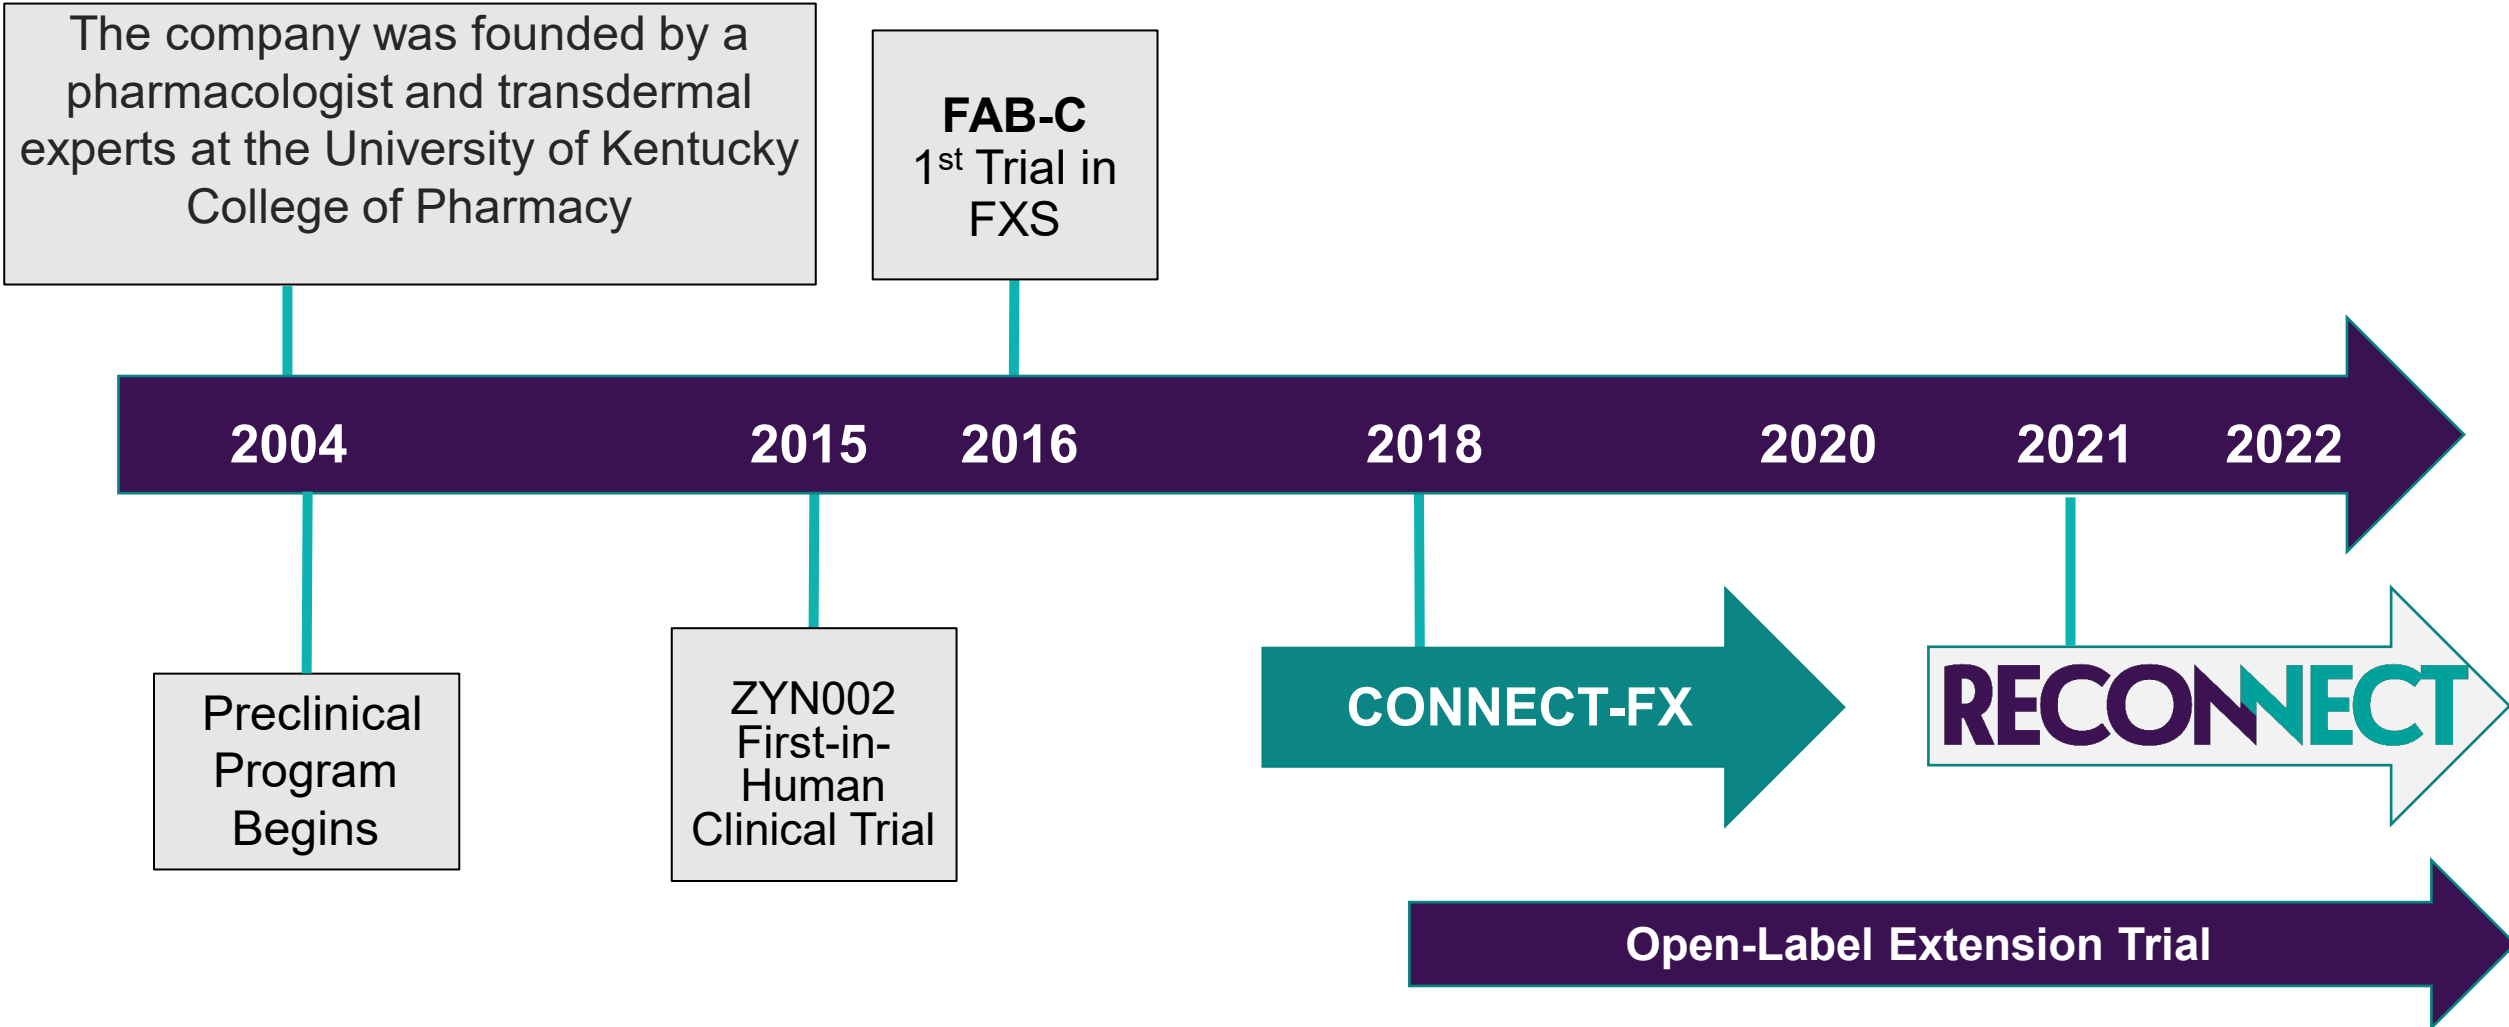 The company was founded by a
pharmacologist and transdermal
experts at the University of Kentucky
College of Pharmacy
FAB-C
1st Trial in
FXS
2004 2015 2016 2018 2020 2021 2022
Preclinical
Program
Begins
ZYN002
First-in-
Human
Clinical Trial
CONNECT-FX
RECONNECT
Open-Label Extension Trial